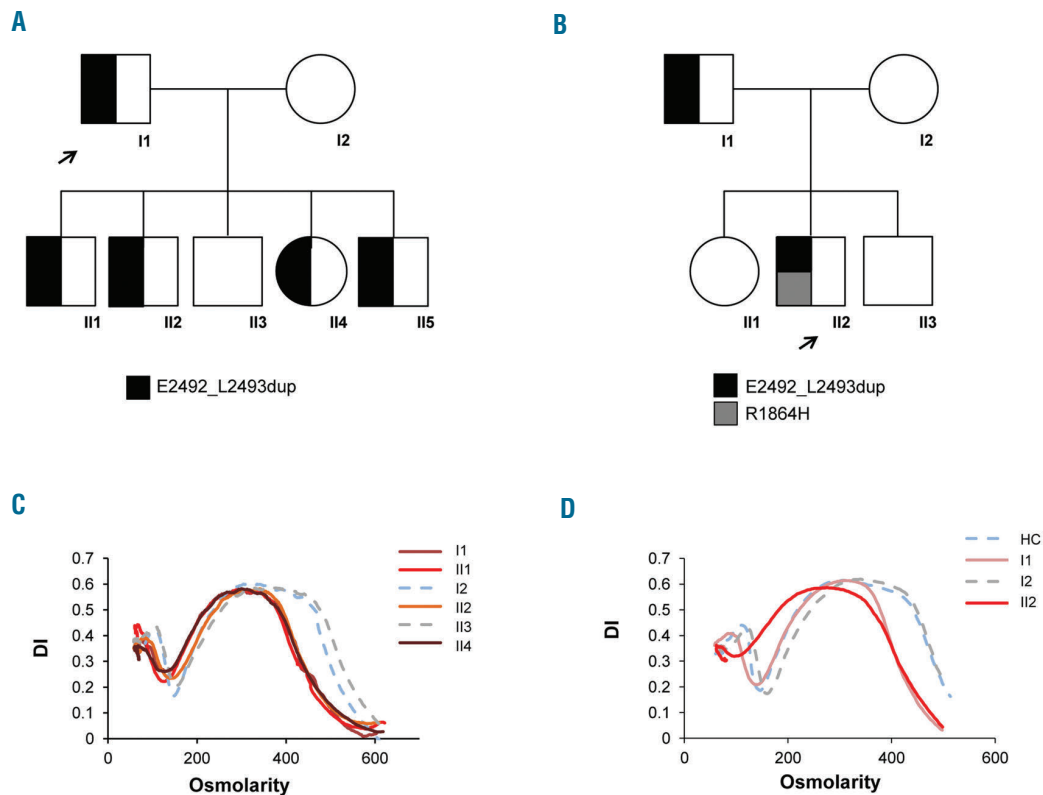 A
I1
I2
II1
II2
II3
II4
II5
E2492_L2493dup
B
I1
I2
II1
II2
II3
E2492_L2493dup
R1864H
C
0.7
0.6
0.5
0.4
0.3
0.2
0.1
0
DI
0 200 400 600
Osmolarity
I1
II1
I2
II2
II3
II4
D
0.7
0.6
0.5
0.4
0.3
0.2
0.1
0
DI
0 200 400 600
Osmolarity
HC
I1
I2
II2